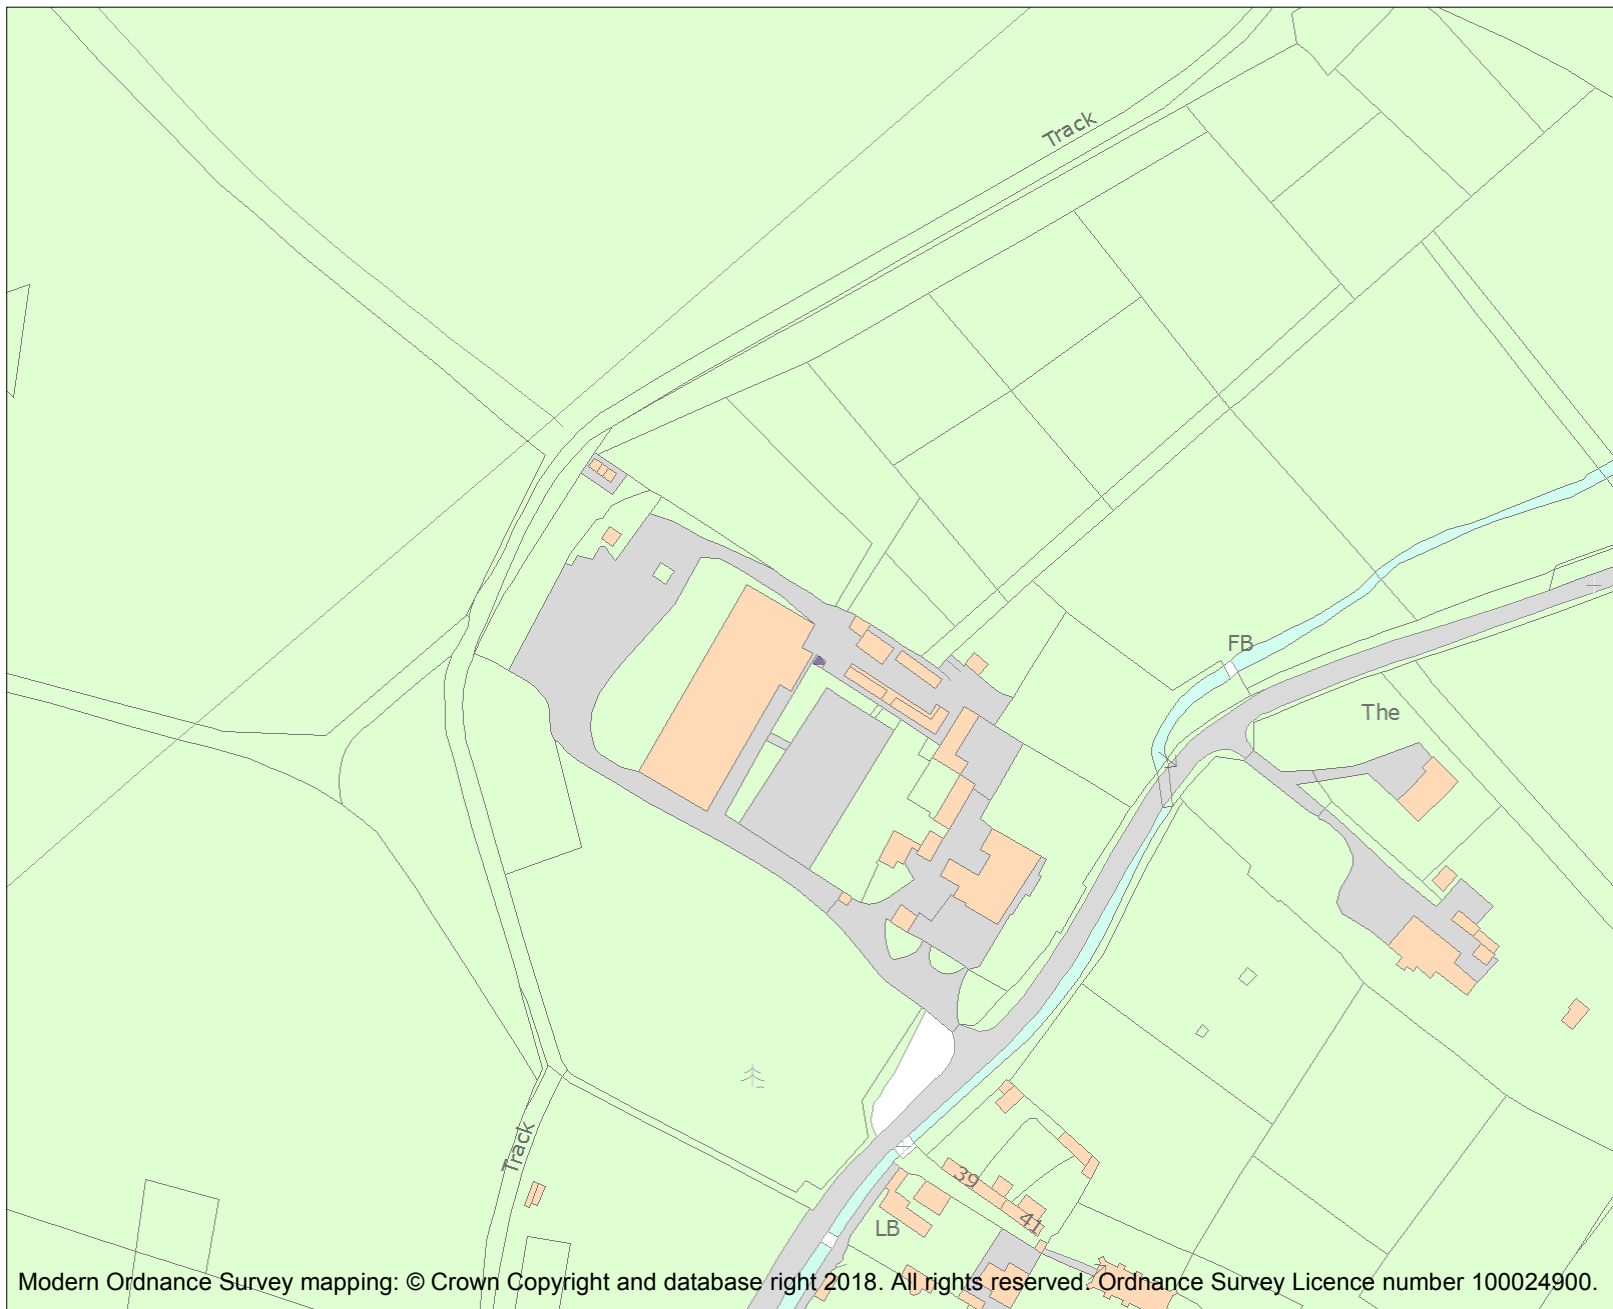 Track
FB
The
Track
39
41
LB
Modern Ordnance Survey mapping: © Crown Copyright and database right 2018. All rights reserved. Ordnance Survey Licence number 100024900.